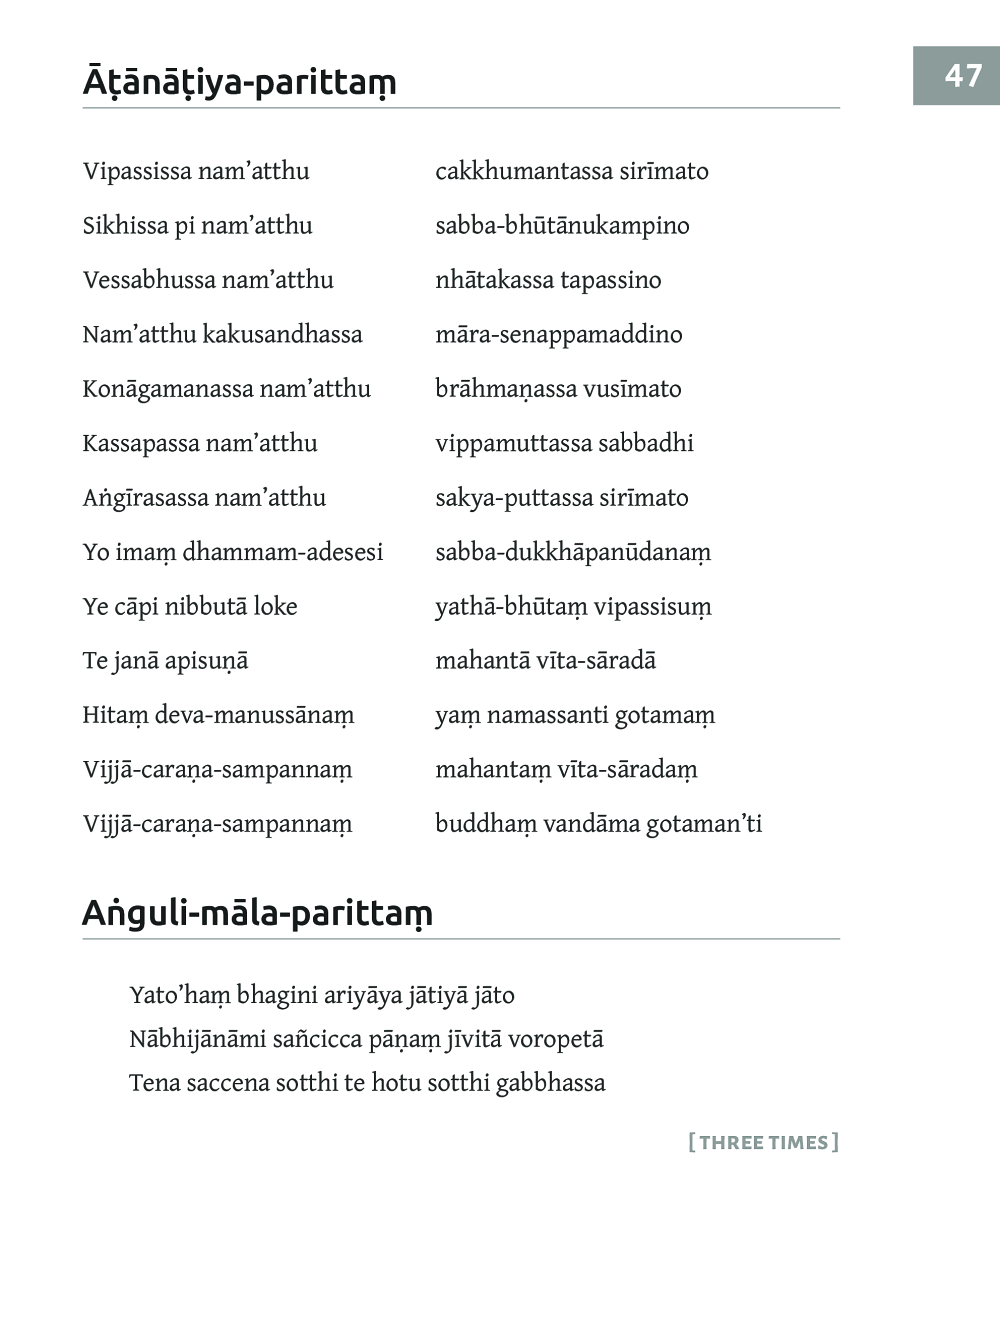 47
Āṭānāṭiya-parittaṃ
Vipassissa nam’atthu cakkhumantassa sirīmato
Sikhissa pi nam’atthu sabba-bhūtānukampino
Vessabhussa nam’atthu nhātakassa tapassino
Nam’atthu kakusandhassa māra-senappamaddino
Konāgamanassa nam’atthu brāhmaṇassa vusīmato
Kassapassa nam’atthu vippamuttassa sabbadhi
Aṅgīrasassa nam’atthu sakya-puttassa sirīmato
Yo imaṃ dhammam-adesesi sabba-dukkhāpanūdanaṃ
Ye cāpi nibbutā loke yathā-bhūtaṃ vipassisuṃ
Te janā apisuṇā mahantā vīta-sāradā
Hitaṃ deva-manussānaṃ yaṃ namassanti gotamaṃ
Vijjā-caraṇa-sampannaṃ mahantaṃ vīta-sāradaṃ
Vijjā-caraṇa-sampannaṃ buddhaṃ vandāma gotaman’ti
Aṅguli-māla-parittaṃ
Yato’haṃ bhagini ariyāya jātiyā jāto
Nābhijānāmi sañcicca pāṇaṃ jīvitā voropetā
Tena saccena sotthi te hotu sotthi gabbhassa
[ THREE TIMES ]